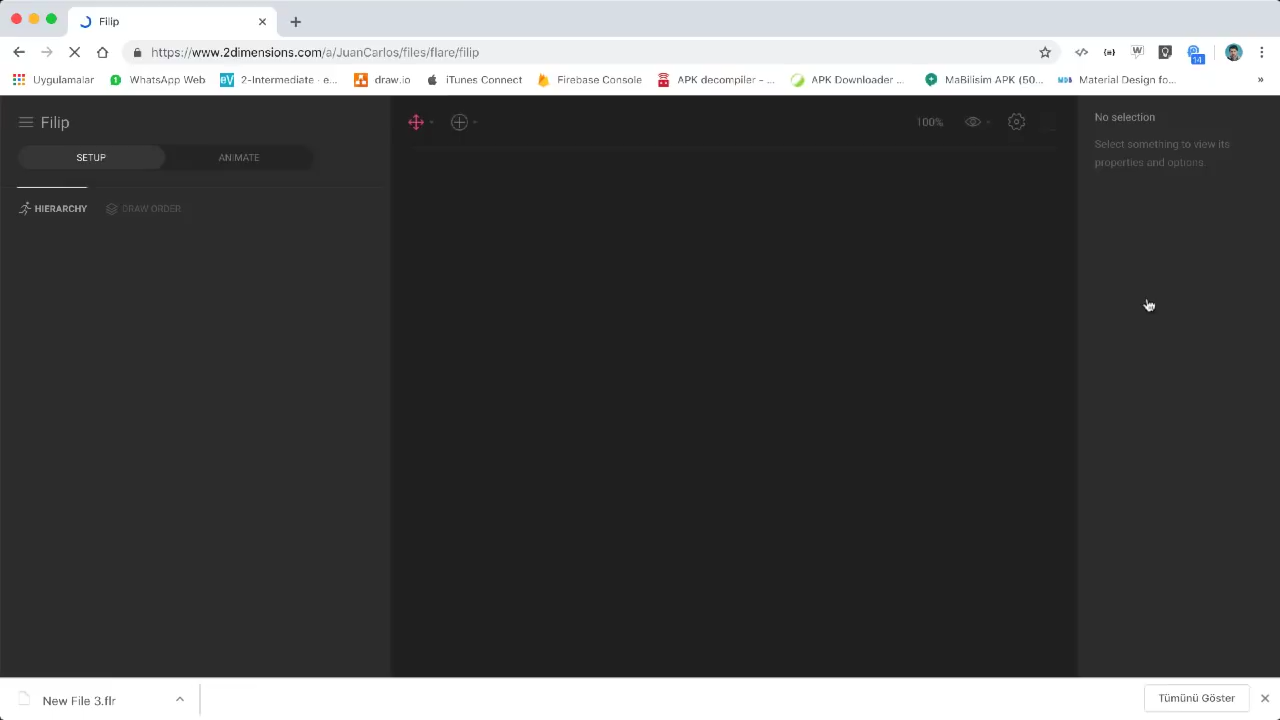 Filip
https://www.2dimensions.com/a/JuanCarlos/files/flare/filip
W
14
Uygulamalar
WhatsApp Web
eV 2-Intermediate · e...
draw.io
iTunes Connect
Firebase Console
APK decompiler - ...
APK Downloader ...
MaBilisim APK (50...
Material Design fo...
»
Filip
100%
No selection
Select something to view its
properties and options.
SETUP
ANIMATE
HIERARCHY
DRAW ORDER
New File 3.flr
Tümünü Göster